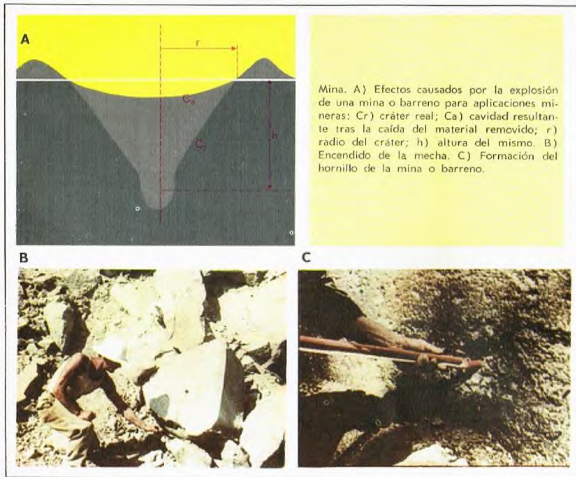 A
r
Ca
Cr
h
Mina. A) Efectos causados por la explosión
de una mina o barreno para aplicaciones mi-
neras: Cr) cráter real; Ca) cavidad resultan-
te tras la caída del material removido; r)
radio del cráter; h) altura del mismo. B)
Encendido de la mecha. C) Formación del
hornillo de la mina o barreno.
B
C